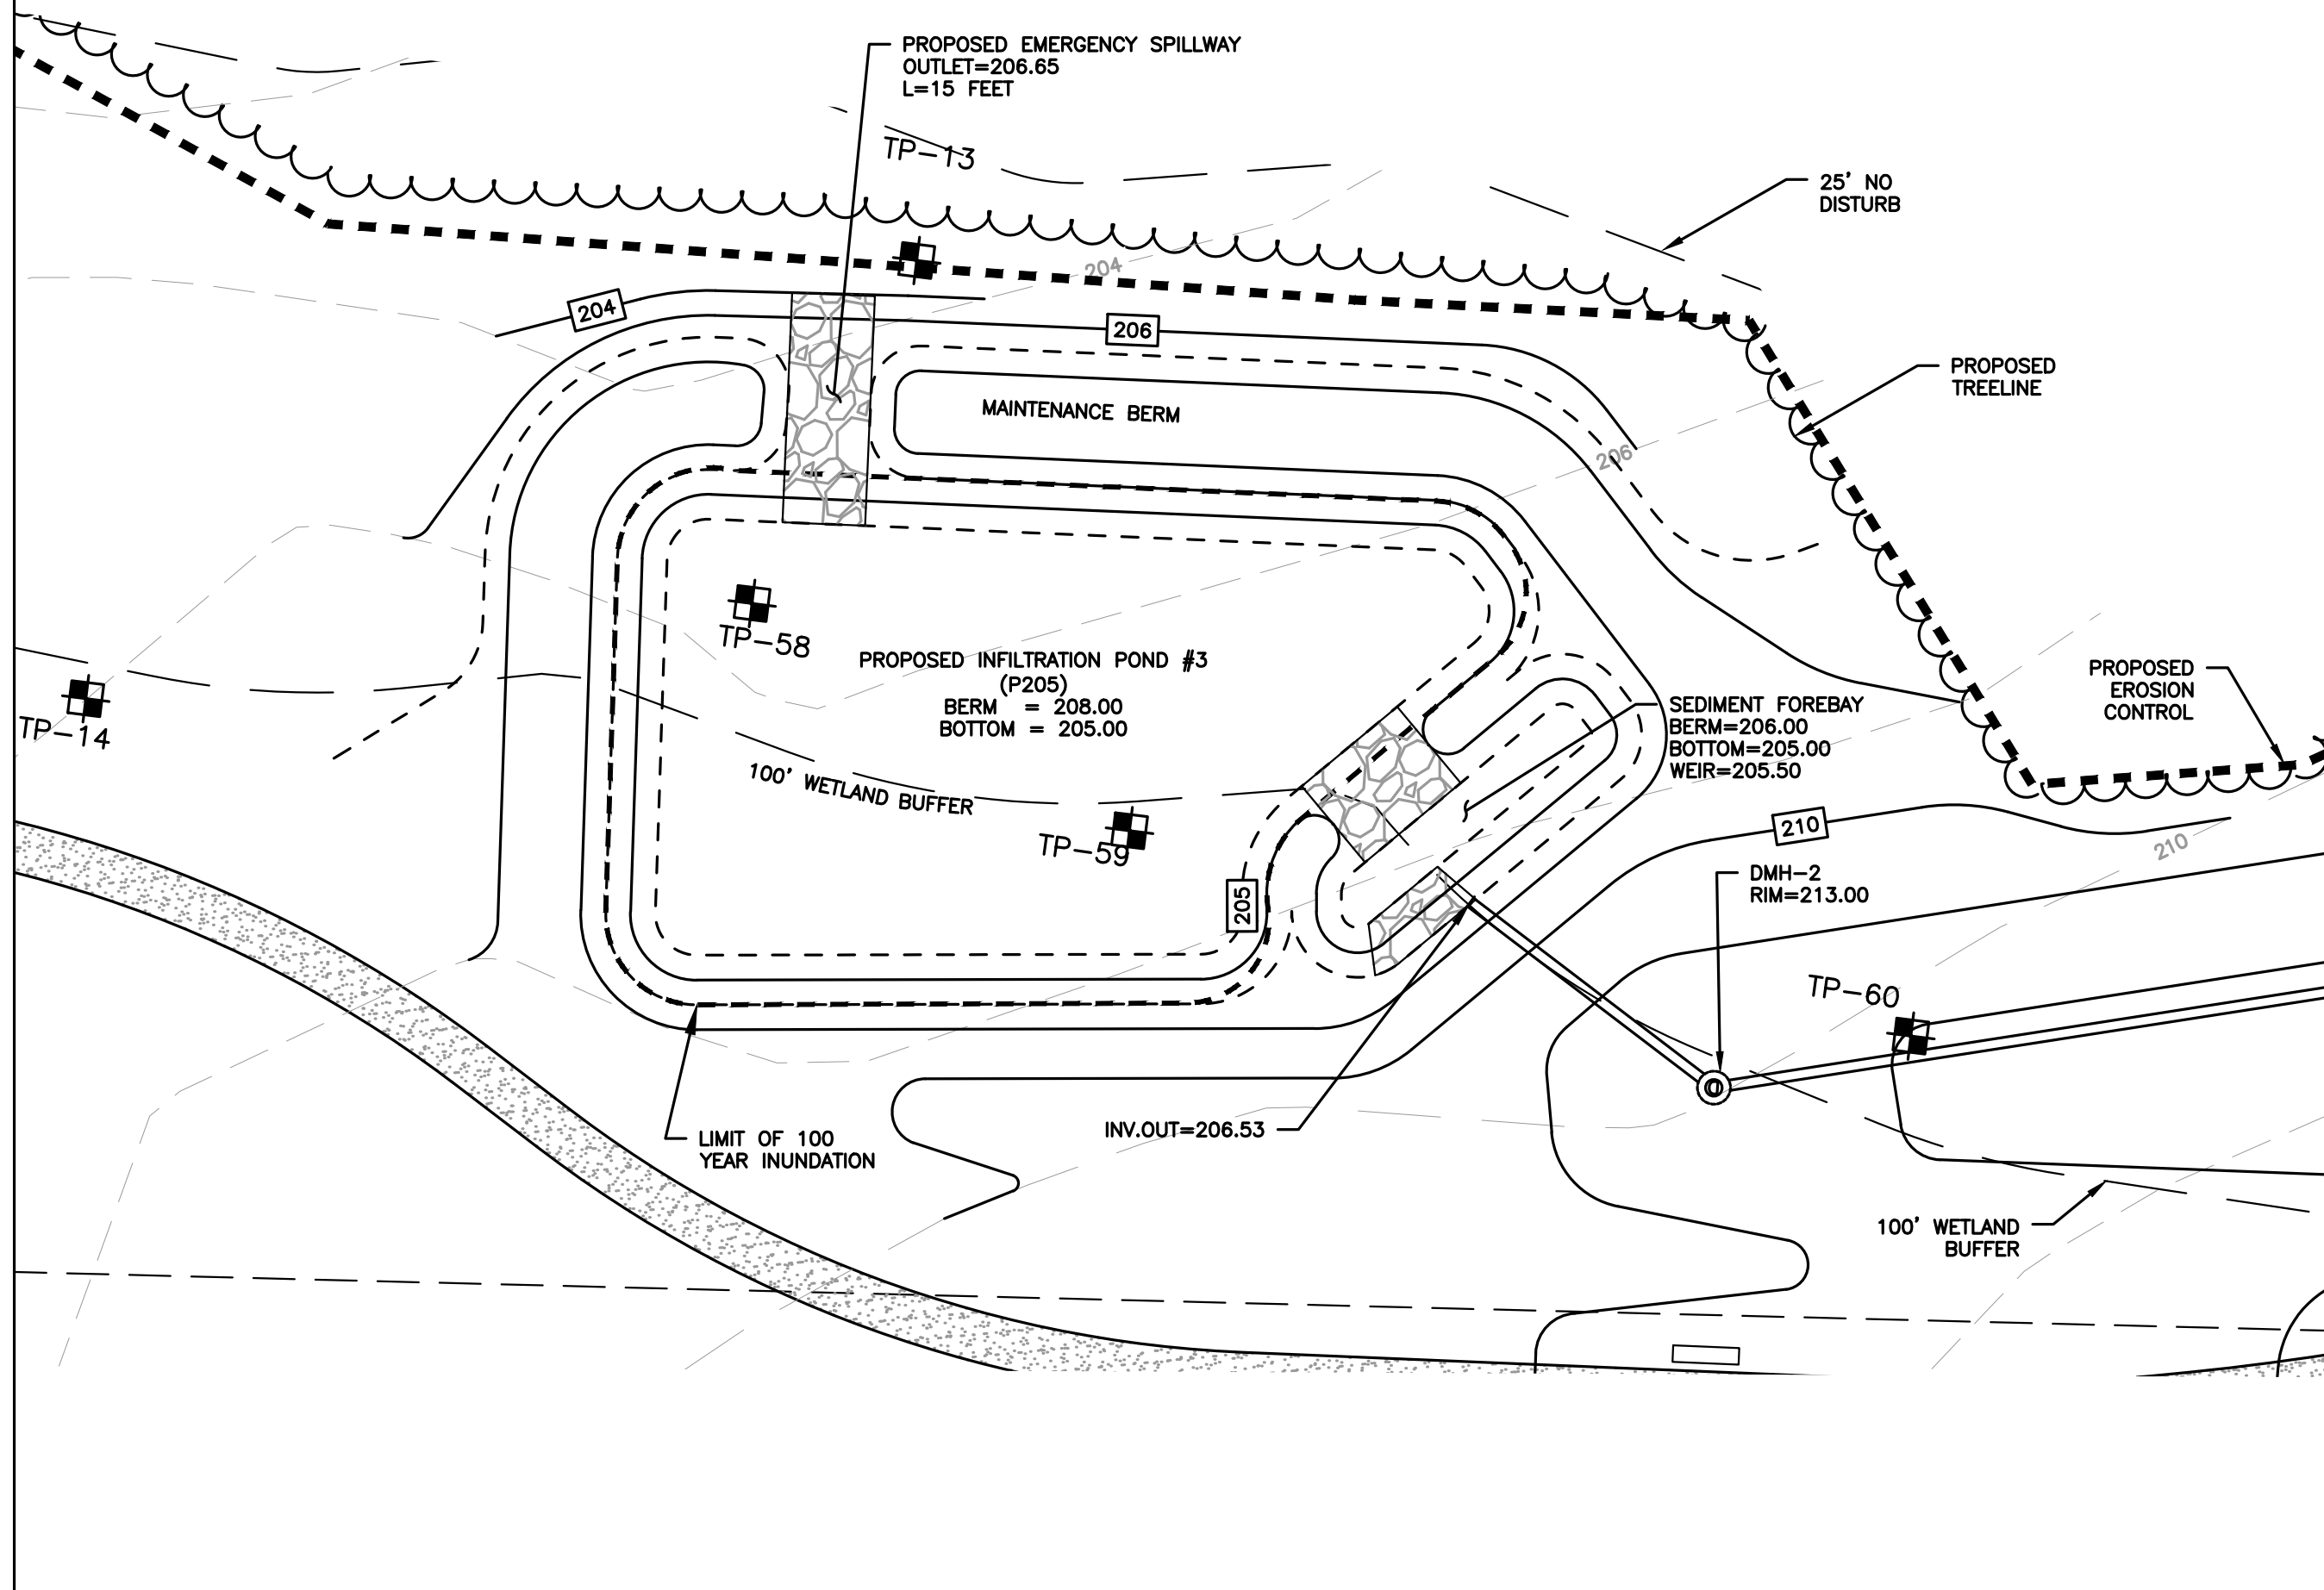 PROPOSED EMERGENCY SPILLWAY
OUTLET=206.65
L=15 FEET
TP-13
25' NO
DISTURB
204
204
206
PROPOSED
TREELINE
MAINTENANCE BERM
206
TP-58
PROPOSED INFILTRATION POND #3
(P205)
BERM = 208.00
BOTTOM = 205.00
PROPOSED
EROSION
CONTROL
SEDIMENT FOREBAY
BERM=206.00
BOTTOM=205.00
WEIR=205.50
TP-14
100' WETLAND BUFFER
TP-59
210
210
205
DMH-2
RIM=213.00
TP-60
INV.OUT=206.53
LIMIT OF 100
YEAR INUNDATION
100' WETLAND
BUFFER